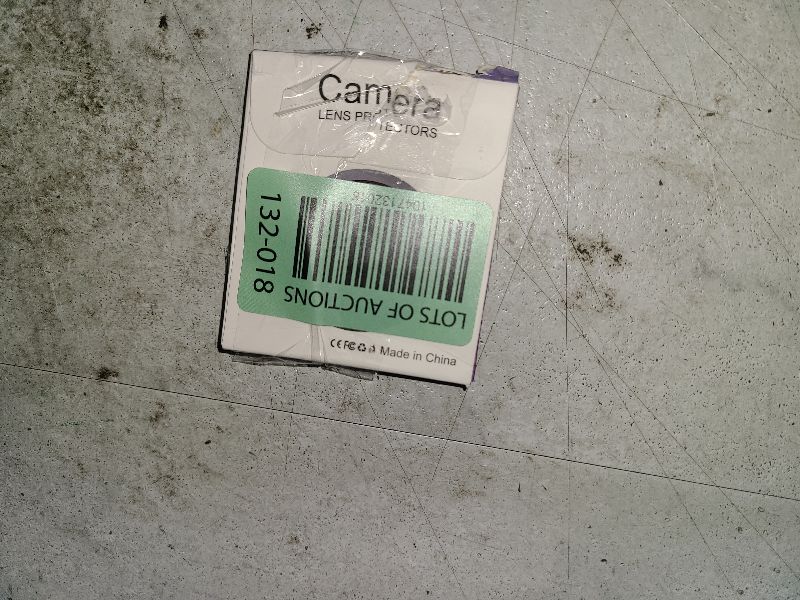 Camera
LENS PROTECTORS
132-018
LOTS OF AUCTIONS
Made in China